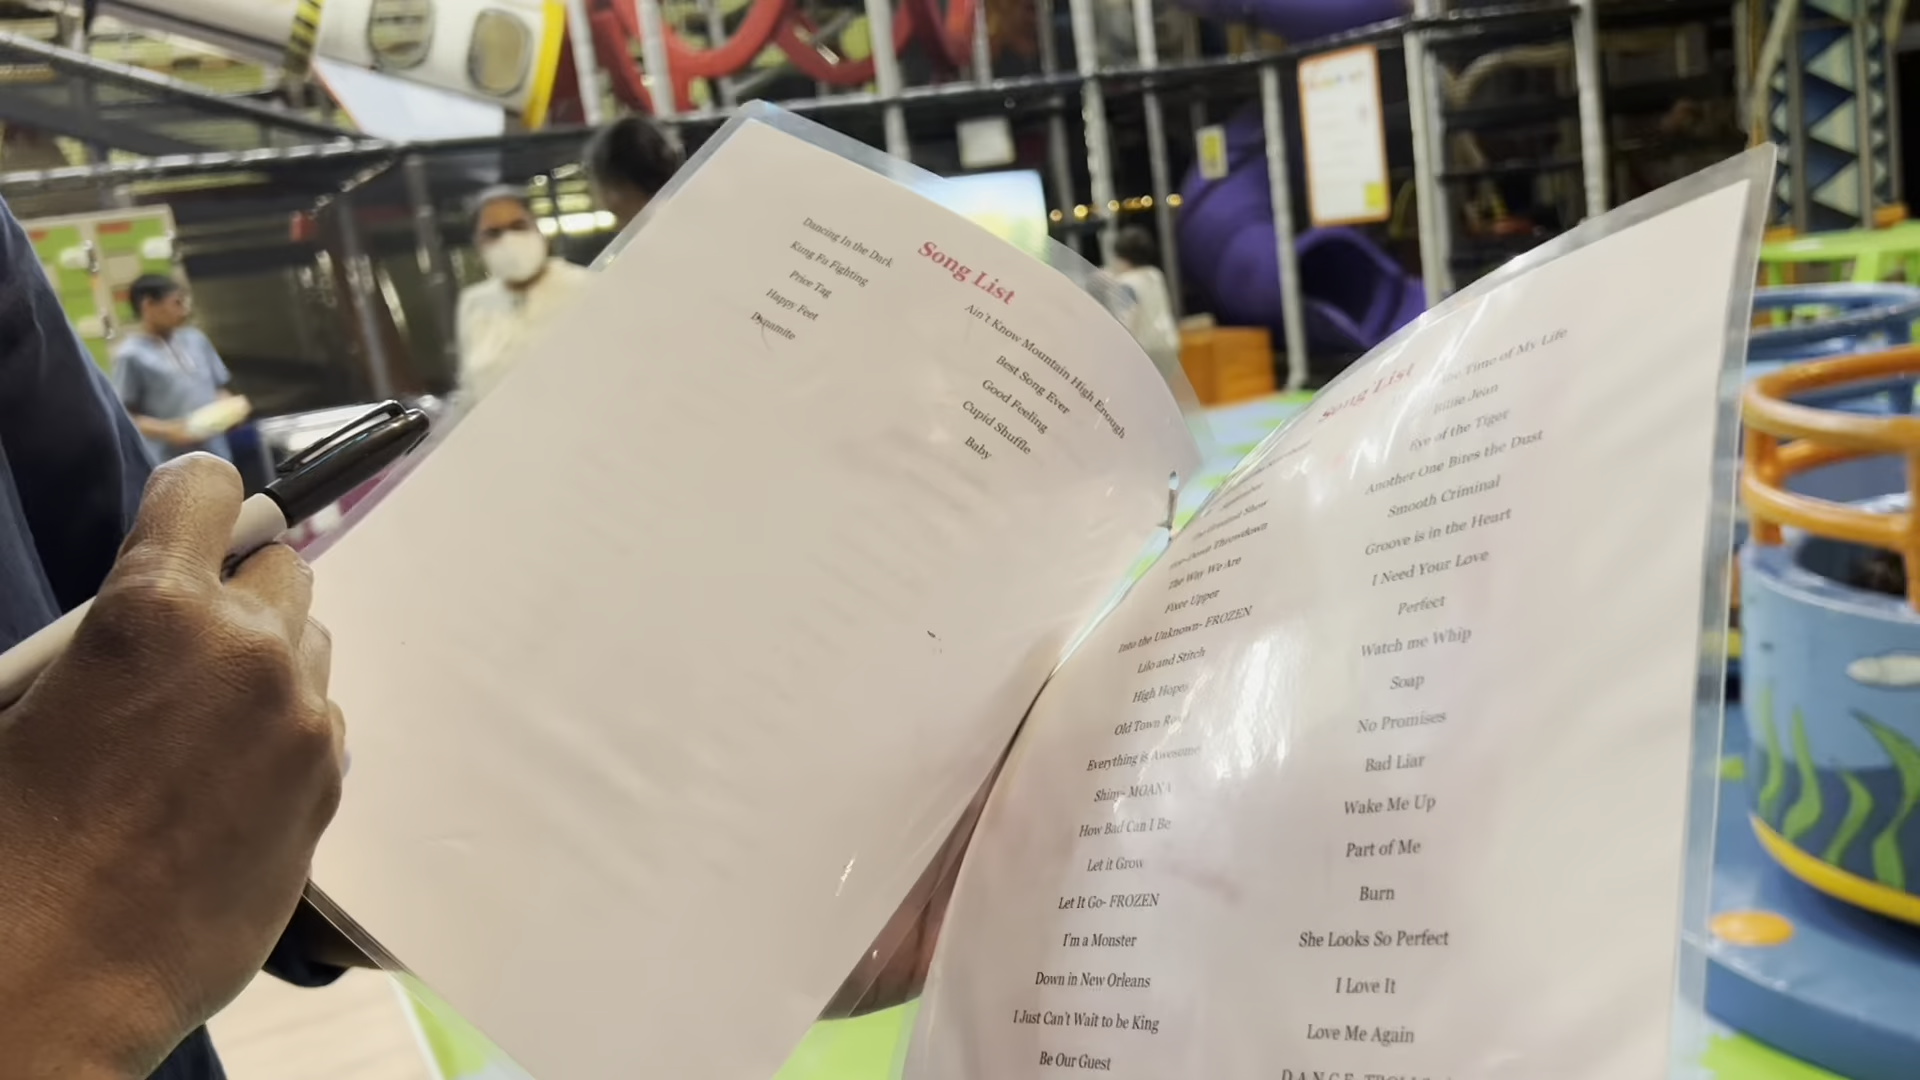 Song List
Dancing In the Dark
Kung Fu Fighting
Price Tag
Happy Feet
Dynamite
Ain't Know Mountain High Enough
Best Song Ever
Good Feeling
Cupid Shuffle
Baby
Song List
The Way We Are
Fixer Upper
Into the Unknown- FROZEN
Lilo and Stitch
High Hopes
Old Town
Everything is Awesome
Shiny- MOANA
How Bad Can I Be
Let it Grow
Let It Go- FROZEN
I'm a Monster
Down in New Orleans
I Just Can't Wait to be King
Be Our Guest
Time of My Life
Billie Jean
Eye of the Tiger
Another One Bites the Dust
Smooth Criminal
Groove is in the Heart
I Need Your Love
Perfect
Watch me Whip
Soap
No Promises
Bad Liar
Wake Me Up
Part of Me
Burn
She Looks So Perfect
I Love It
Love Me Again